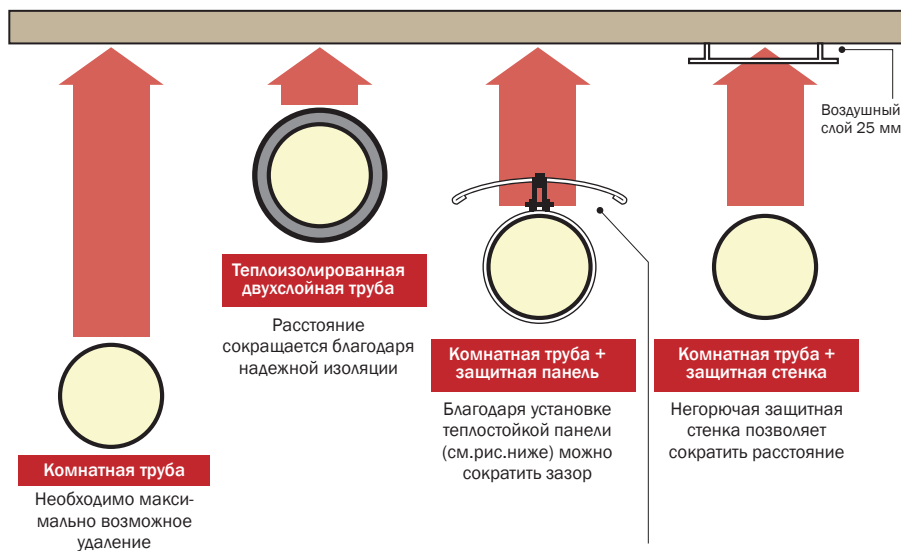 Воздушный
слой 25 мм
Теплоизолированная
двухслойная труба
Расстояние
сокращается благодаря
надежной изоляции
Комнатная труба +
защитная панель
Благодаря установке
теплостойкой панели
(см.рис.ниже) можно
сократить зазор
Комнатная труба +
защитная стенка
Негорючая защитная
стенка позволяет
сократить расстояние
Комнатная труба
Необходимо макси-
мально возможное
удаление